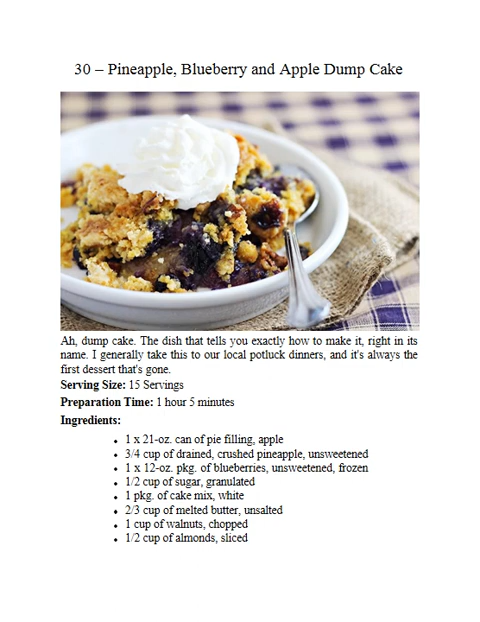 30 – Pineapple, Blueberry and Apple Dump Cake
Ah, dump cake. The dish that tells you exactly how to make it, right in its
name. I generally take this to our local potluck dinners, and it's always the
first dessert that's gone.
Serving Size: 15 Servings
Preparation Time: 1 hour 5 minutes
Ingredients:
• 1 x 21-oz. can of pie filling, apple
• 3/4 cup of drained, crushed pineapple, unsweetened
• 1 x 12-oz. pkg. of blueberries, unsweetened, frozen
• 1/2 cup of sugar, granulated
• 1 pkg. of cake mix, white
• 2/3 cup of melted butter, unsalted
• 1 cup of walnuts, chopped
• 1/2 cup of almonds, sliced